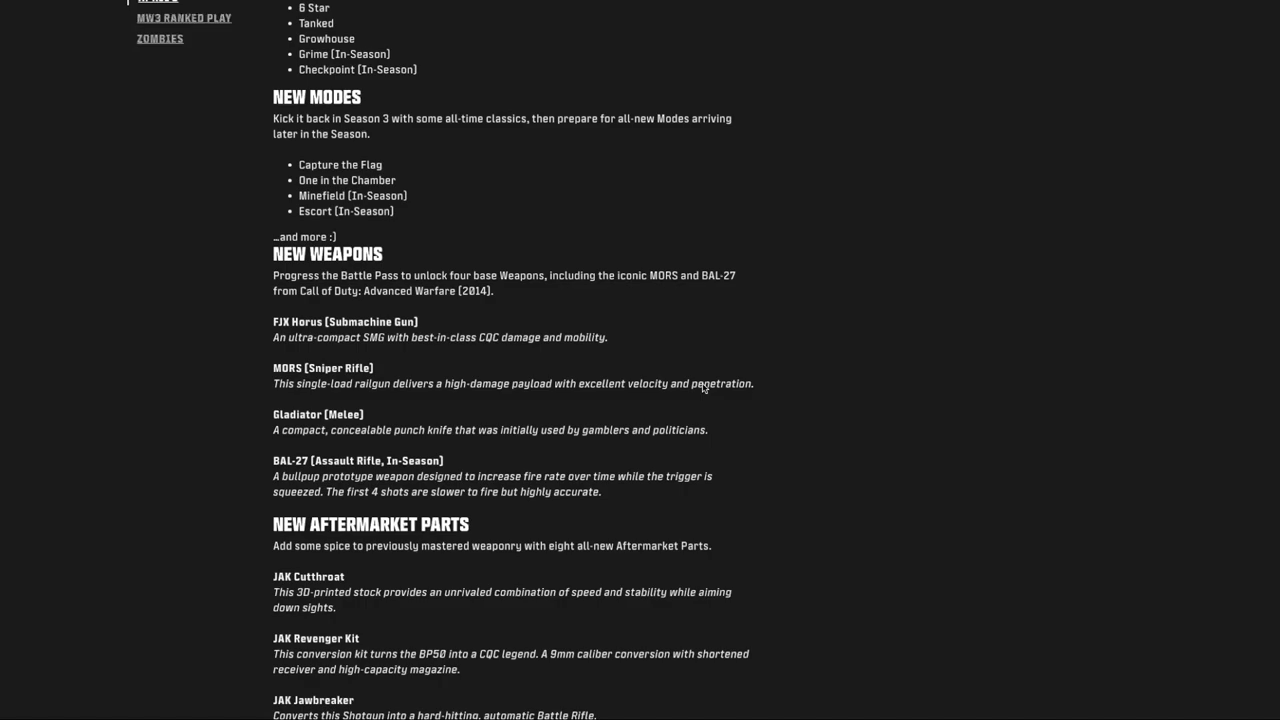 MW3 RANKED PLAY
ZOMBIES
• 6 Star
• Tanked
• Growhouse
• Grime (In-Season)
• Checkpoint (In-Season)
NEW MODES
Kick it back in Season 3 with some all-time classics, then prepare for all-new Modes arriving
later in the Season.
• Capture the Flag
• One in the Chamber
• Minefield (In-Season)
• Escort (In-Season)
…and more :)
NEW WEAPONS
Progress the Battle Pass to unlock four base Weapons, including the iconic MORS and BAL-27
from Call of Duty: Advanced Warfare (2014).
FJX Horus (Submachine Gun)
An ultra-compact SMG with best-in-class CQC damage and mobility.
MORS (Sniper Rifle)
This single-load railgun delivers a high-damage payload with excellent velocity and penetration.
Gladiator (Melee)
A compact, concealable punch knife that was initially used by gamblers and politicians.
BAL-27 (Assault Rifle, In-Season)
A bullpup prototype weapon designed to increase fire rate over time while the trigger is
squeezed. The first 4 shots are slower to fire but highly accurate.
NEW AFTERMARKET PARTS
Add some spice to previously mastered weaponry with eight all-new Aftermarket Parts.
JAK Cutthroat
This 3D-printed stock provides an unrivaled combination of speed and stability while aiming
down sights.
JAK Revenger Kit
This conversion kit turns the BP50 into a CQC legend. A 9mm caliber conversion with shortened
receiver and high-capacity magazine.
JAK Jawbreaker
Converts this Shotgun into a hard-hitting, automatic Battle Rifle.